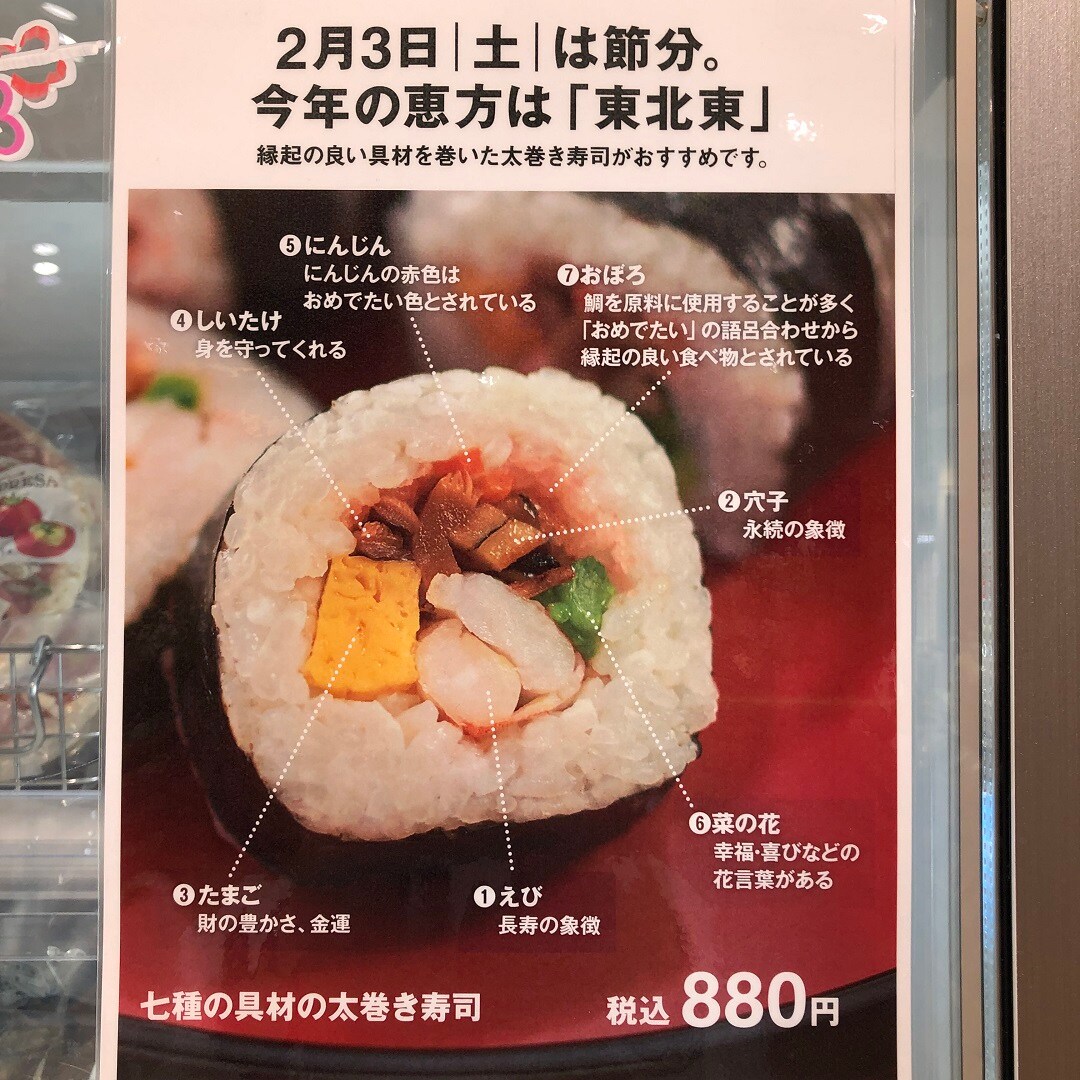 2月3日|土|は節分。
今年の恵方は「東北東」
縁起の良い具材を巻いた太巻き寿司がおすすめです。
❺にんじん
にんじんの赤色は
おめでたい色とされている
❼おぼろ
鯛を原料に使用することが多く
「おめでたい」の語呂合わせから
縁起の良い食べ物とされている
❹しいたけ
身を守ってくれる
❷穴子
永続の象徴
❻菜の花
幸福・喜びなどの
花言葉がある
❸たまご
財の豊かさ、金運
❶えび
長寿の象徴
七種の具材の太巻き寿司
税込880円